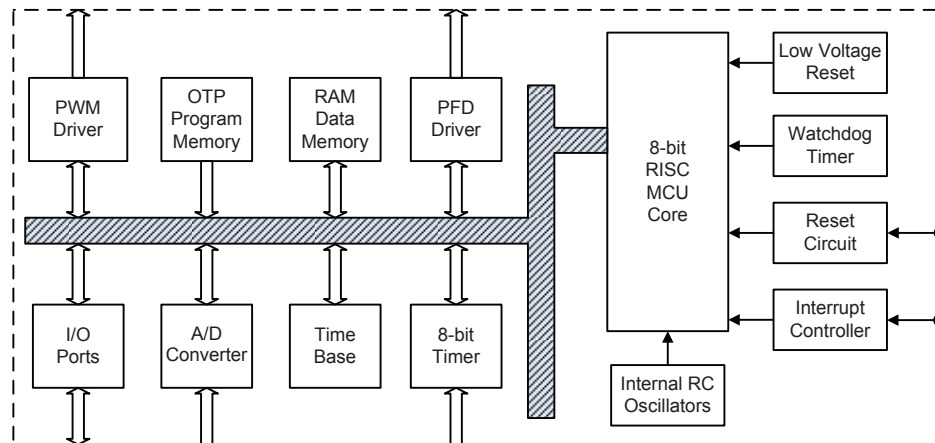 PWM
Driver
OTP
Program
Memory
RAM
Data
Memory
PFD
Driver
8-bit
RISC
MCU
Core
Low Voltage
Reset
Watchdog
Timer
Reset
Circuit
Interrupt
Controller
I/O
Ports
A/D
Converter
Time
Base
8-bit
Timer
Internal RC
Oscillators